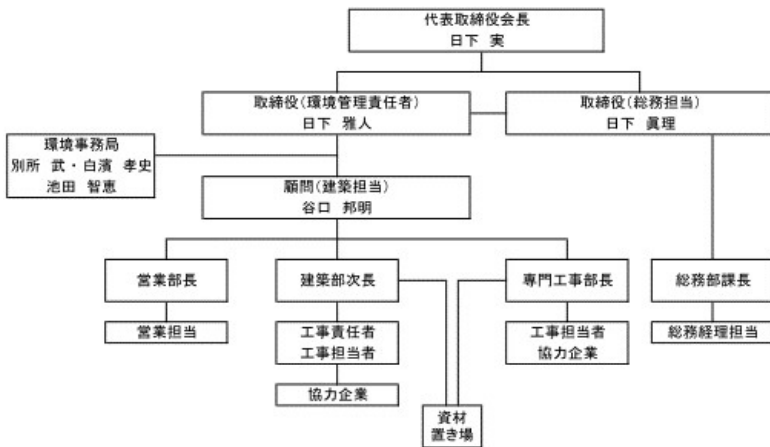 代表取締役会長
日下 実
取締役(環境管理責任者)
日下 雅人
取締役(総務担当)
日下 眞理
環境事務局
別所 武・白濱 孝史
池田 智恵
顧問(建築担当)
谷口 邦明
営業部長
建築部次長
専門工事部長
総務部課長
営業担当
工事責任者
工事担当者
工事担当者
協力企業
総務経理担当
協力企業
資材
置き場